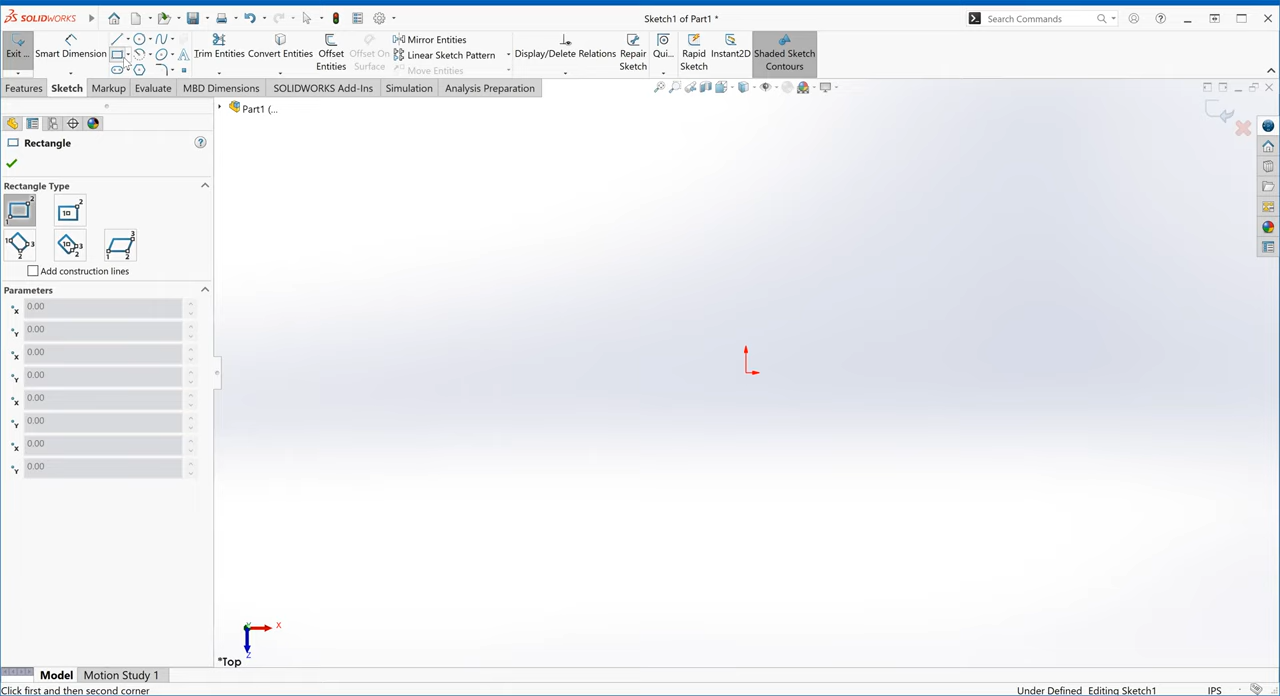 SOLIDWORKS
Sketch1 of Part1 *
Search Commands
Exit ...
Smart Dimension
Trim Entities
Convert Entities
Offset Entities
Offset On Surface
Mirror Entities
Linear Sketch Pattern
Move Entities
Display/Delete Relations
Repair Sketch
Qui...
Rapid Sketch
Instant2D
Shaded Sketch Contours
Features
Sketch
Markup
Evaluate
MBD Dimensions
SOLIDWORKS Add-Ins
Simulation
Analysis Preparation
Part1 (...
Rectangle
Rectangle Type
Add construction lines
Parameters
X 0.00
Y 0.00
X 0.00
Y 0.00
X 0.00
Y 0.00
X 0.00
Y 0.00
Y
X
Z
*Top
Model
Motion Study 1
Click first and then second corner
Under Defined
Editing Sketch1
IPS